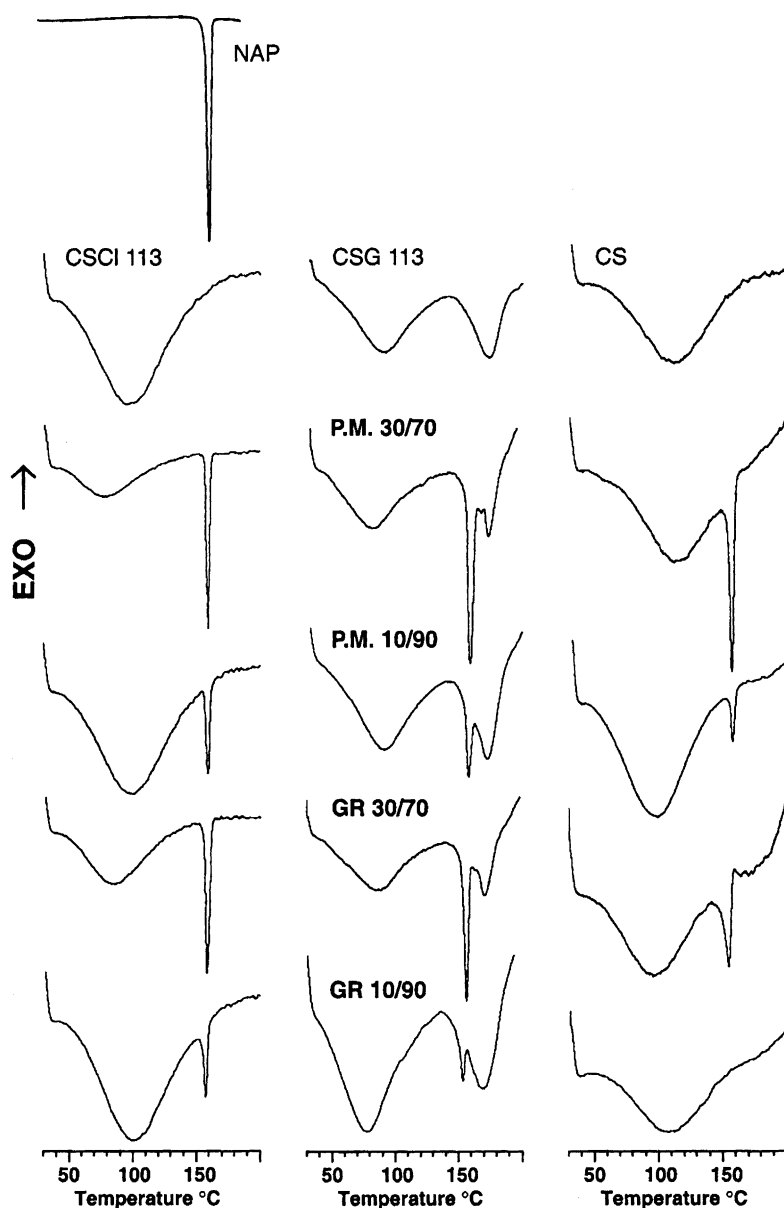 NAP
CSCl 113 CSG 113 CS
P.M. 30/70
EXO →
P.M. 10/90
GR 30/70
GR 10/90
50 100 150 50 100 150 50 100 150
Temperature °C Temperature °C Temperature °C